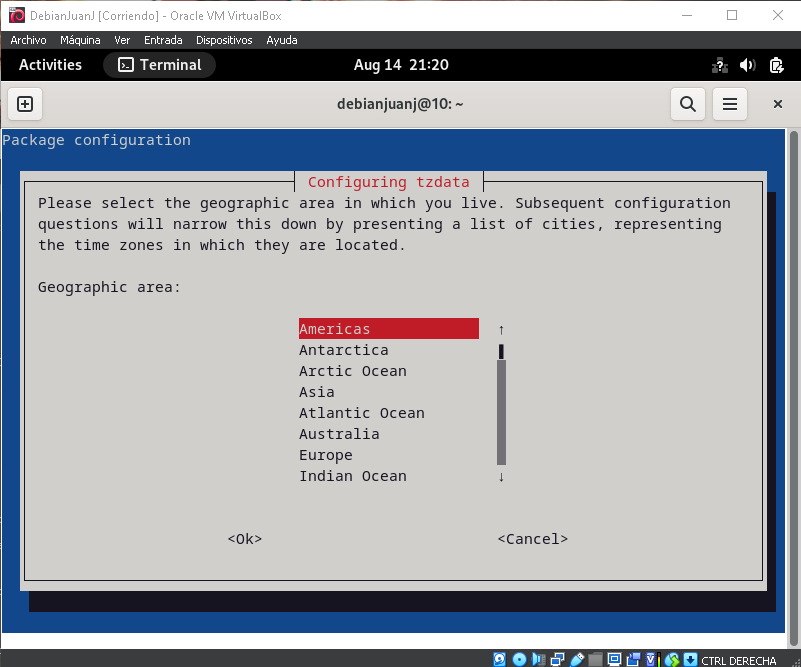 DebianJuanJ [Corriendo] - Oracle VM VirtualBox
Archivo Máquina Ver Entrada Dispositivos Ayuda
Activities Terminal Aug 14 21:20
debianjuanj@10: ~
Package configuration
Configuring tzdata
Please select the geographic area in which you live. Subsequent configuration
questions will narrow this down by presenting a list of cities, representing
the time zones in which they are located.
Geographic area:
Americas
Antarctica
Arctic Ocean
Asia
Atlantic Ocean
Australia
Europe
Indian Ocean
<Ok> <Cancel>
CTRL DERECHA